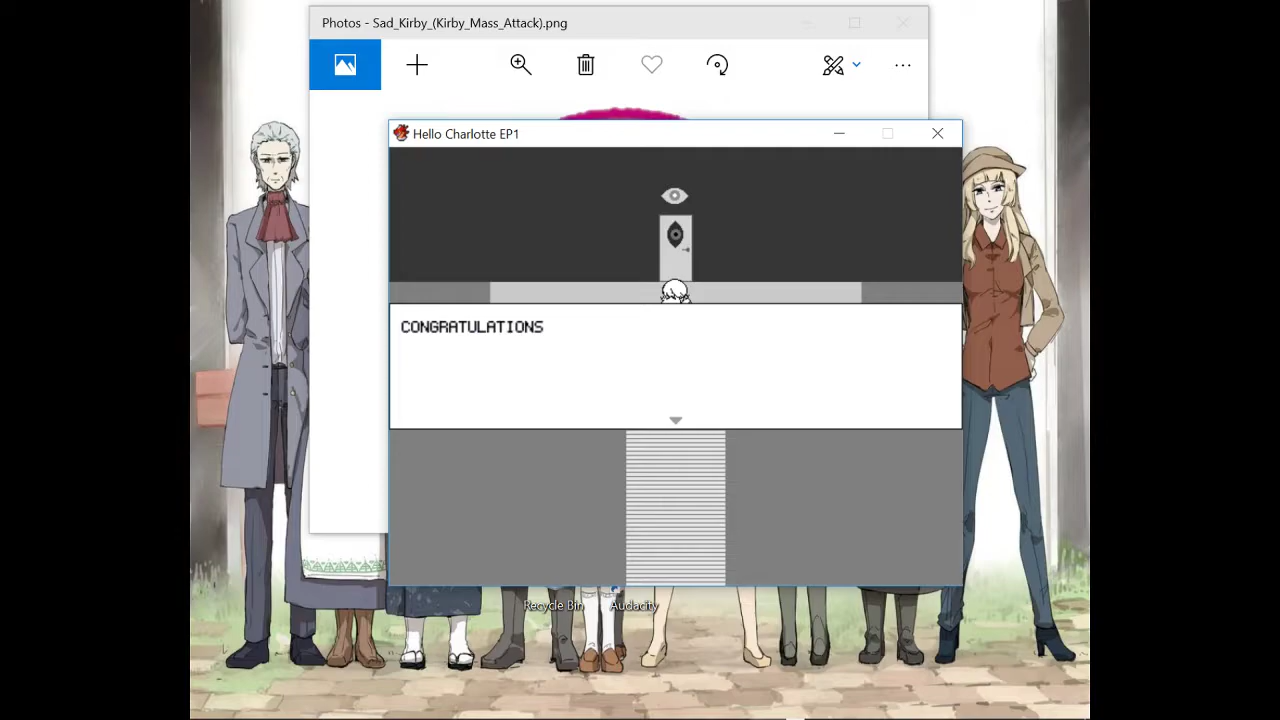 Photos - Sad_Kirby_(Kirby_Mass_Attack).png
Hello Charlotte EP1
CONGRATULATIONS
Recycle Bin
Audacity